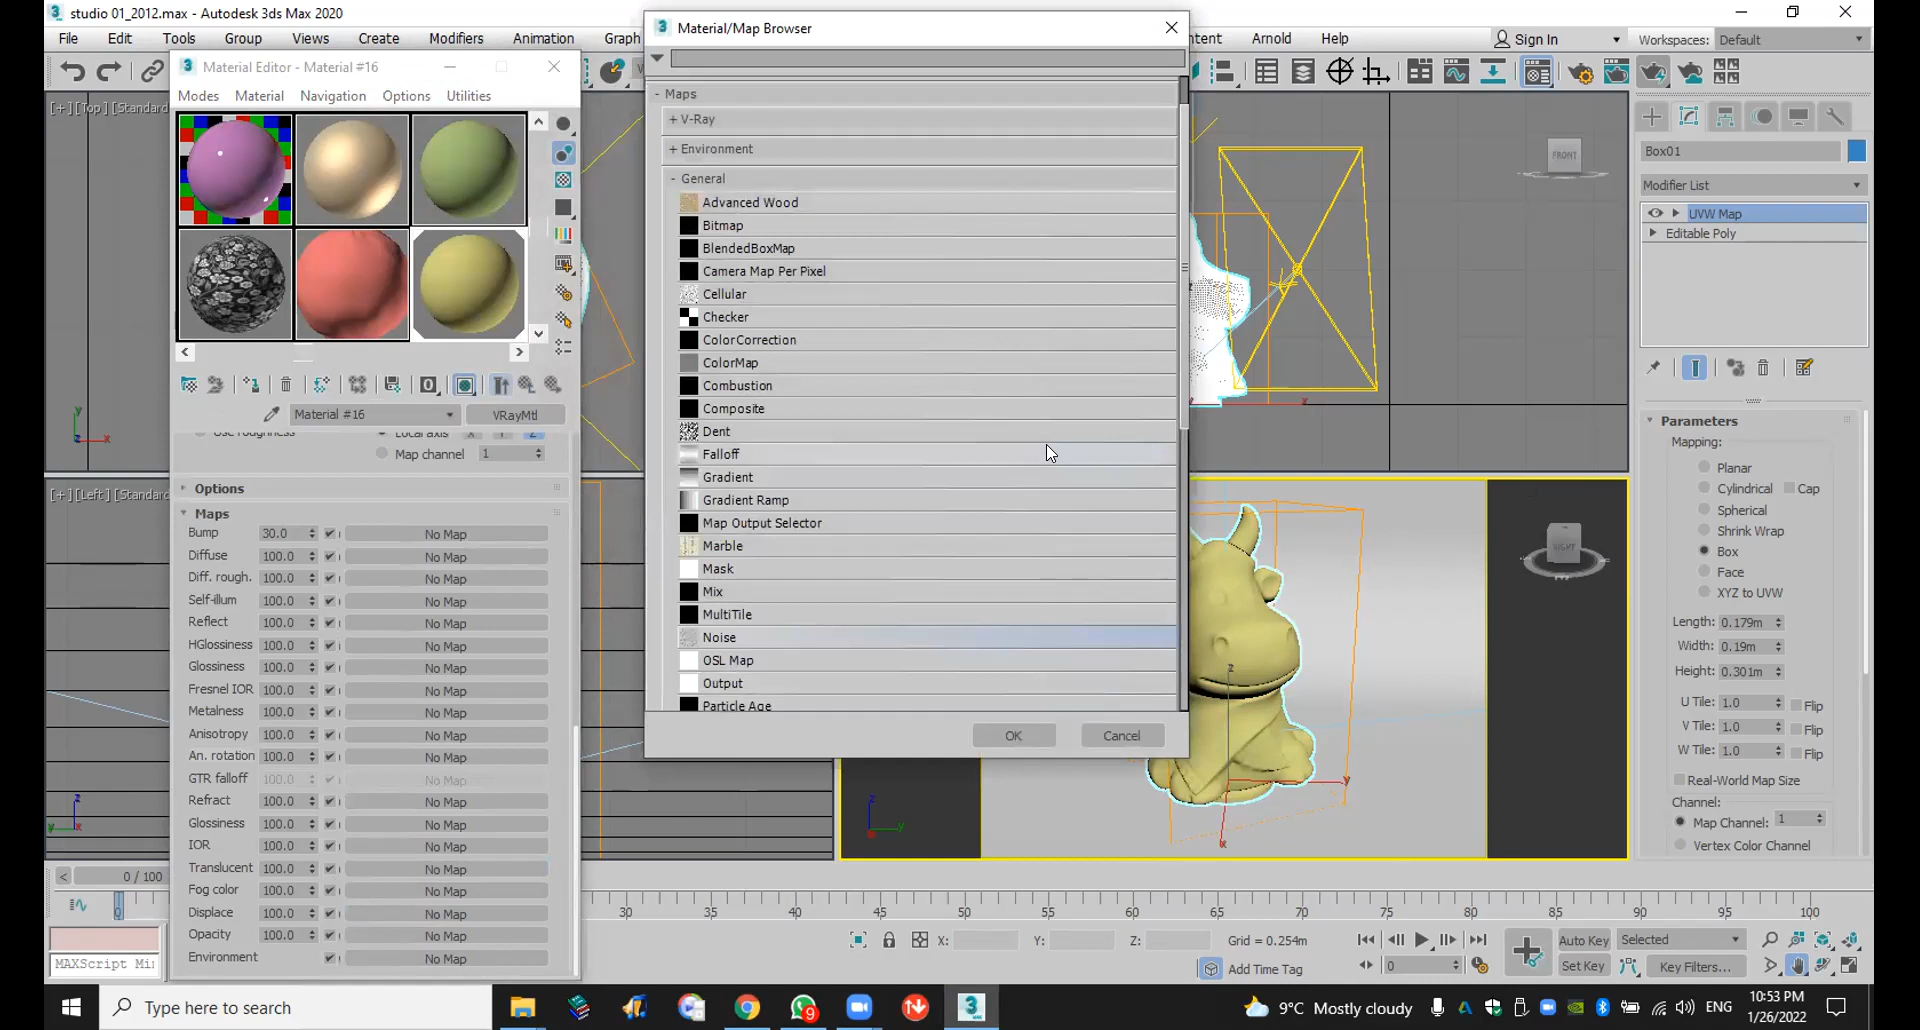 studio 01_2012.max - Autodesk 3ds Max 2020
File Edit Tools Group Views Create Modifiers Animation Graph
Arnold Help Sign In Workspaces: Default
Material Editor - Material #16
Modes Material Navigation Options Utilities
Material #16 VRayMtl
Local axis X Y Z
Map channel 1
Options
Maps
Bump 30.0 No Map
Diffuse 100.0 No Map
Diff. rough. 100.0 No Map
Self-illum 100.0 No Map
Reflect 100.0 No Map
HGlossiness 100.0 No Map
Glossiness 100.0 No Map
Fresnel IOR 100.0 No Map
Metalness 100.0 No Map
Anisotropy 100.0 No Map
An. rotation 100.0 No Map
GTR falloff 100.0 No Map
Refract 100.0 No Map
Glossiness 100.0 No Map
IOR 100.0 No Map
Translucent 100.0 No Map
Fog color 100.0 No Map
Displace 100.0 No Map
Opacity 100.0 No Map
Environment No Map
[+] [Top] [Standard
[+] [Left] [Standard
Material/Map Browser
- Maps
+ V-Ray
+ Environment
- General
Advanced Wood
Bitmap
BlendedBoxMap
Camera Map Per Pixel
Cellular
Checker
ColorCorrection
ColorMap
Combustion
Composite
Dent
Falloff
Gradient
Gradient Ramp
Map Output Selector
Marble
Mask
Mix
MultiTile
Noise
OSL Map
Output
Particle Age
OK Cancel
FRONT
RIGHT
Box01
Modifier List
UVW Map
Editable Poly
Parameters
Mapping:
Planar
Cylindrical Cap
Spherical
Shrink Wrap
Box
Face
XYZ to UVW
Length: 0.179m
Width: 0.19m
Height: 0.301m
U Tile: 1.0 Flip
V Tile: 1.0 Flip
W Tile: 1.0 Flip
Real-World Map Size
Channel:
Map Channel: 1
Vertex Color Channel
< 0 / 100
0 30 35 40 45 50 55 60 65 70 75 80 85 90 95 100
X: Y: Z: Grid = 0.254m
Auto Key Selected
MAXScript Mi
Add Time Tag
0
Set Key Key Filters...
Type here to search
9
9°C Mostly cloudy
ENG
10:53 PM
1/26/2022